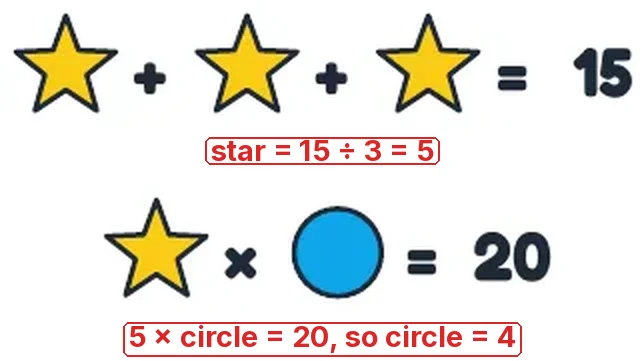 + + = 15
star = 15 ÷ 3 = 5
× = 20
5 × circle = 20, so circle = 4